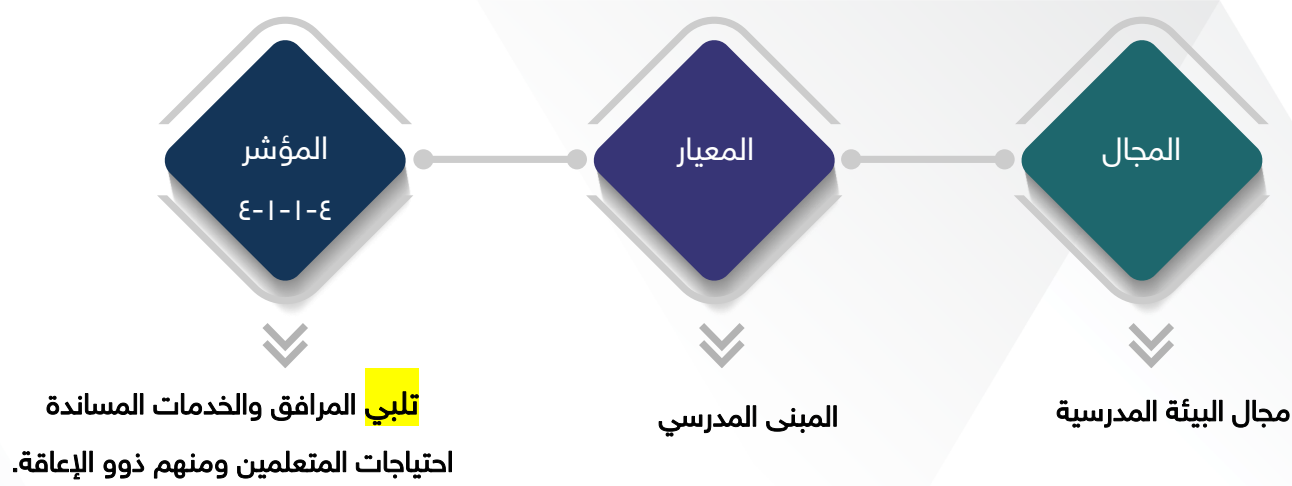 المجال
المعيار
المؤشر
٤-١-١-٤
مجال البيئة المدرسية
المبنى المدرسي
تلبي المرافق والخدمات المساندة
احتياجات المتعلمين ومنهم ذوو الإعاقة.